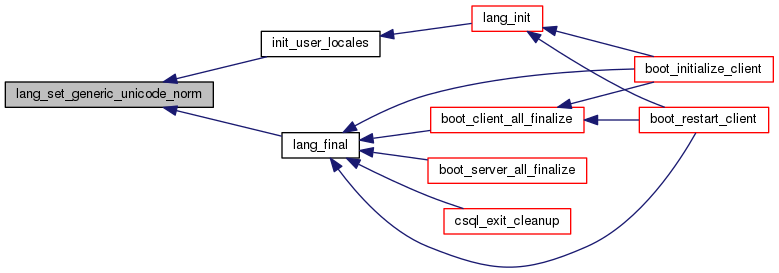 lang_init
init_user_locales
boot_initialize_client
lang_set_generic_unicode_norm
boot_client_all_finalize
boot_restart_client
lang_final
boot_server_all_finalize
csql_exit_cleanup